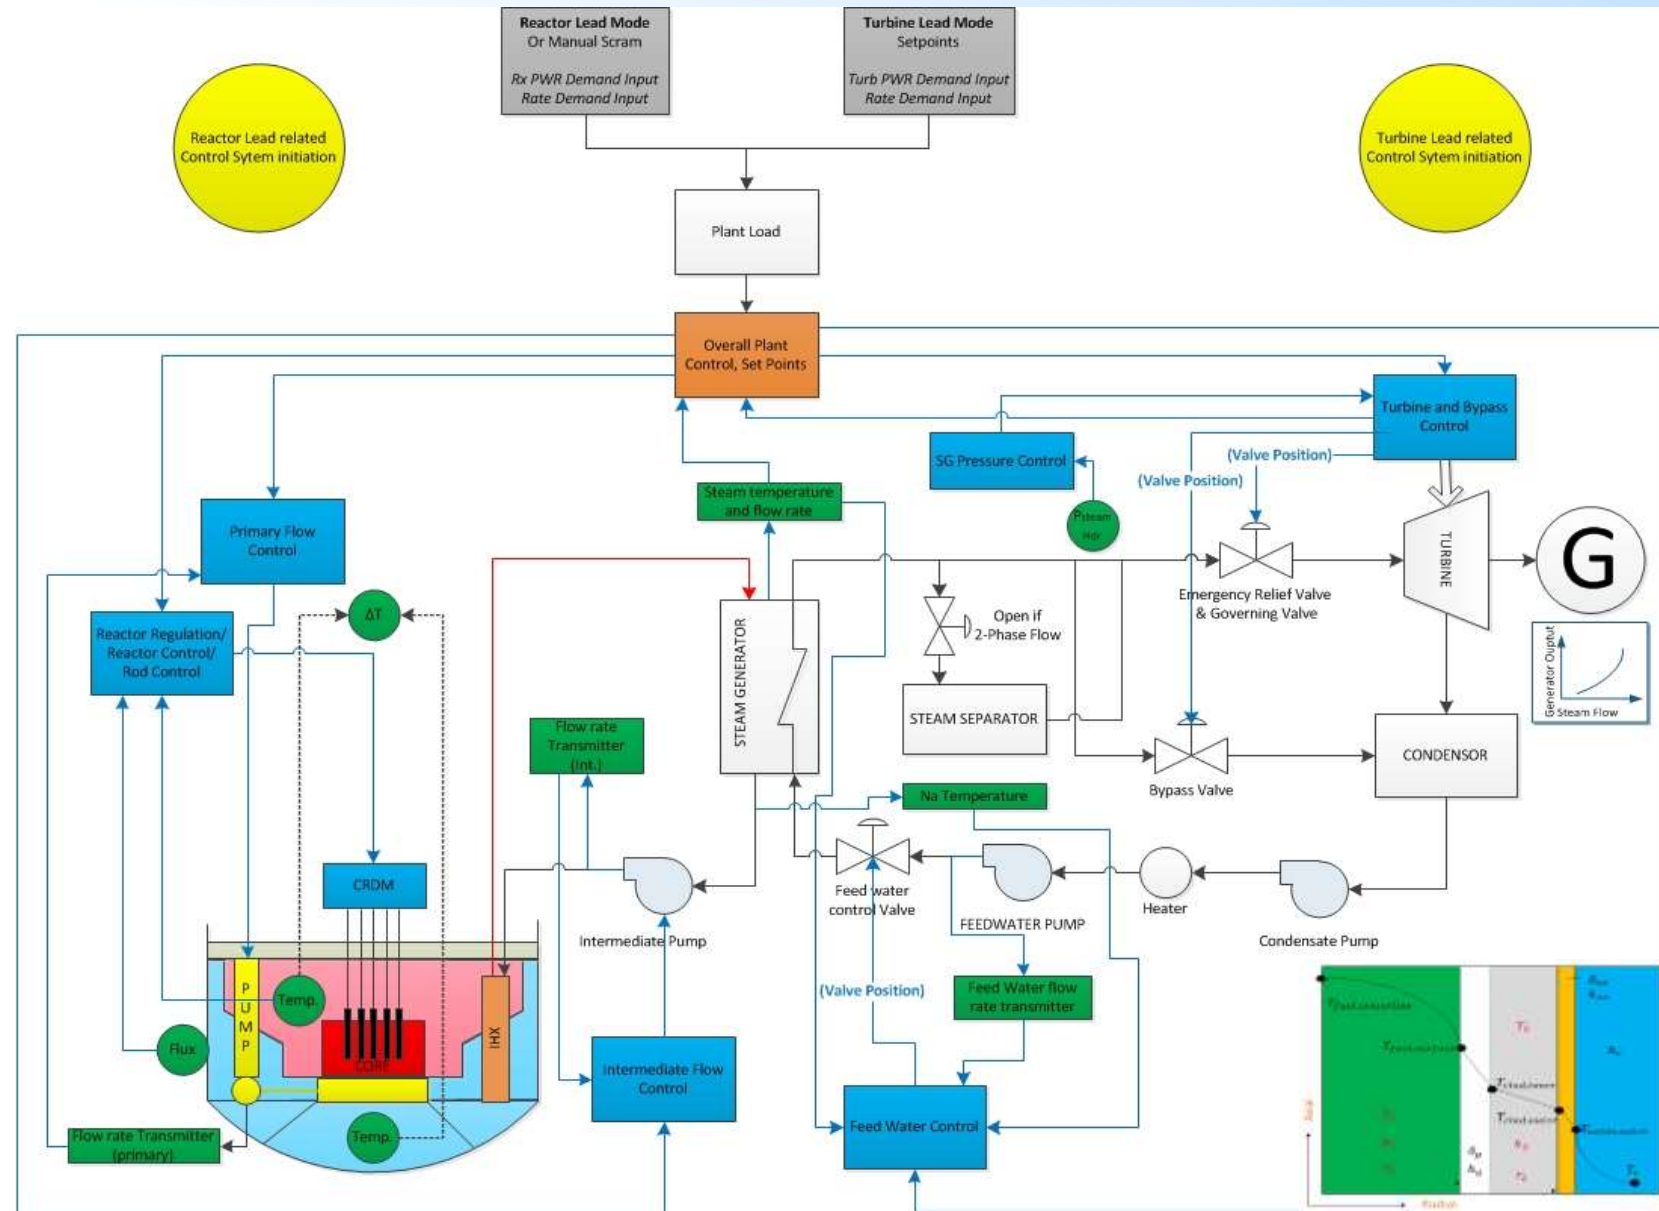 Reactor Lead Mode
Or Manual Scram
Rx PWR Demand Input
Rate Demand Input
Turbine Lead Mode
Setpoints
Turb PWR Demand Input
Rate Demand Input
Reactor Lead related
Control Sytem initiation
Turbine Lead related
Control Sytem initiation
Plant Load
Overall Plant
Control, Set Points
Turbine and Bypass
Control
SG Pressure Control
(Valve Position)
(Valve Position)
Steam temperature
and flow rate
Psteam
Hdr
Primary Flow
Control
TURBINE
G
Emergency Relief Valve
& Governing Valve
ΔT
Open if
2-Phase Flow
Reactor Regulation/
Reactor Control/
Rod Control
STEAM GENERATOR
Generator Ouptut
Steam Flow
STEAM SEPARATOR
Flow rate
Transmitter
(Int.)
CONDENSOR
Bypass Valve
Na Temperature
CRDM
Feed water
control Valve
FEEDWATER PUMP
Heater
Condensate Pump
Intermediate Pump
PUMP
Temp.
Flux
CORE
IHX
(Valve Position)
Feed Water flow
rate transmitter
Intermediate Flow
Control
Feed Water Control
Temp.
Flow rate Transmitter
(primary)
Position